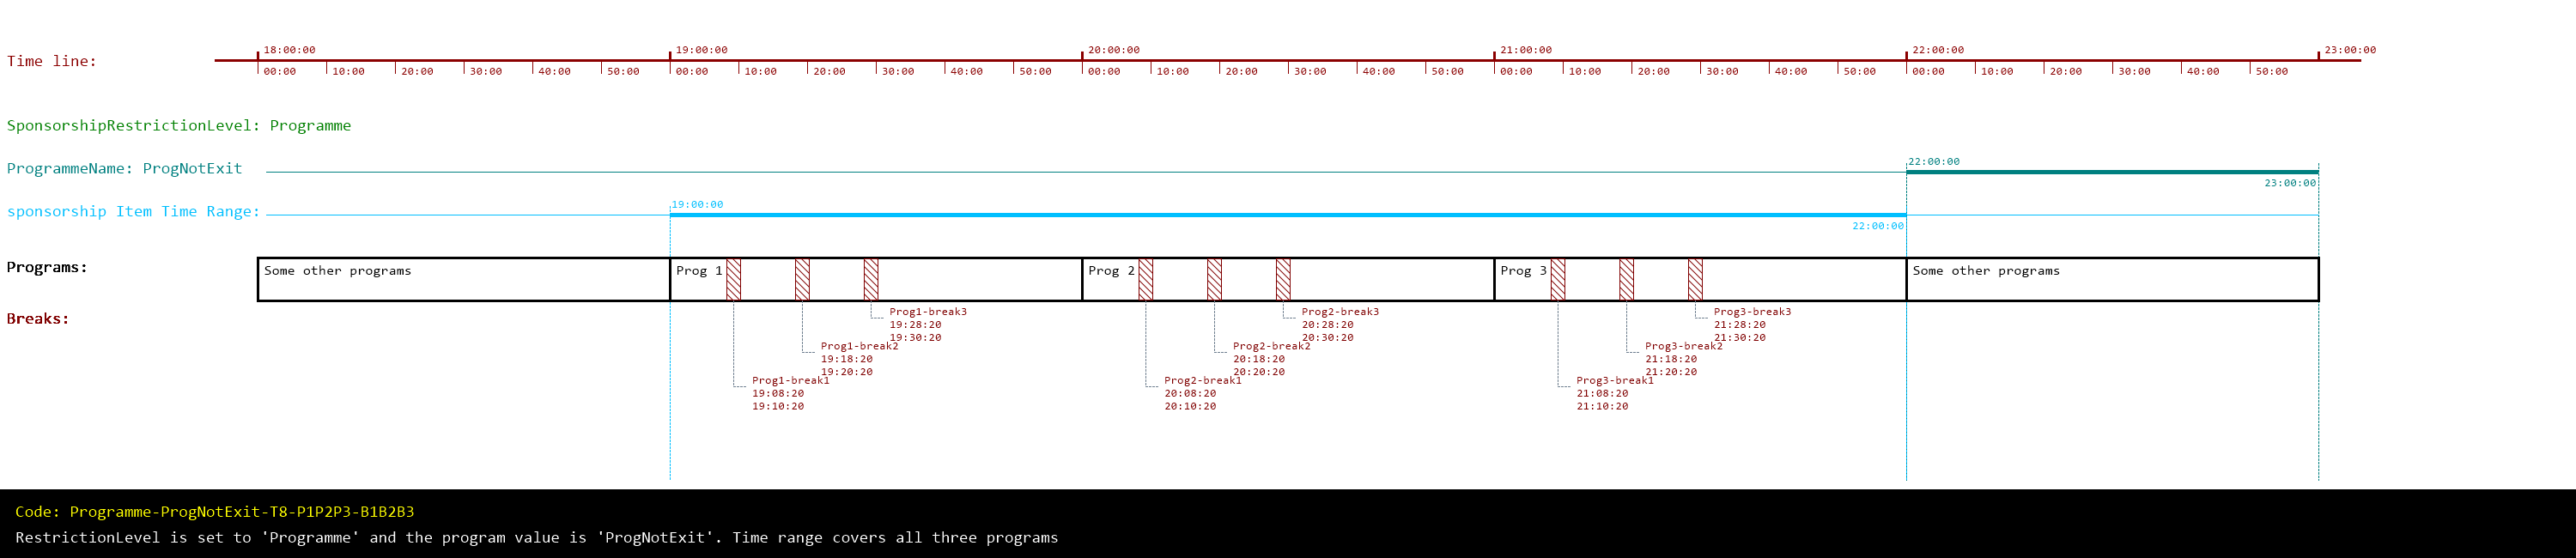 Time line:
18:00:00 19:00:00 20:00:00 21:00:00 22:00:00 23:00:00
00:00 10:00 20:00 30:00 40:00 50:00 00:00 10:00 20:00 30:00 40:00 50:00 00:00 10:00 20:00 30:00 40:00 50:00 00:00 10:00 20:00 30:00 40:00 50:00 00:00 10:00 20:00 30:00 40:00 50:00
SponsorshipRestrictionLevel: Programme
ProgrammeName: ProgNotExit
22:00:00
23:00:00
sponsorship Item Time Range:
19:00:00
22:00:00
Programs:
Some other programs
Prog 1
Prog 2
Prog 3
Some other programs
Breaks:
Prog1-break3
19:28:20
19:30:20
Prog1-break2
19:18:20
19:20:20
Prog1-break1
19:08:20
19:10:20
Prog2-break3
20:28:20
20:30:20
Prog2-break2
20:18:20
20:20:20
Prog2-break1
20:08:20
20:10:20
Prog3-break3
21:28:20
21:30:20
Prog3-break2
21:18:20
21:20:20
Prog3-break1
21:08:20
21:10:20
Code: Programme-ProgNotExit-T8-P1P2P3-B1B2B3
RestrictionLevel is set to 'Programme' and the program value is 'ProgNotExit'. Time range covers all three programs